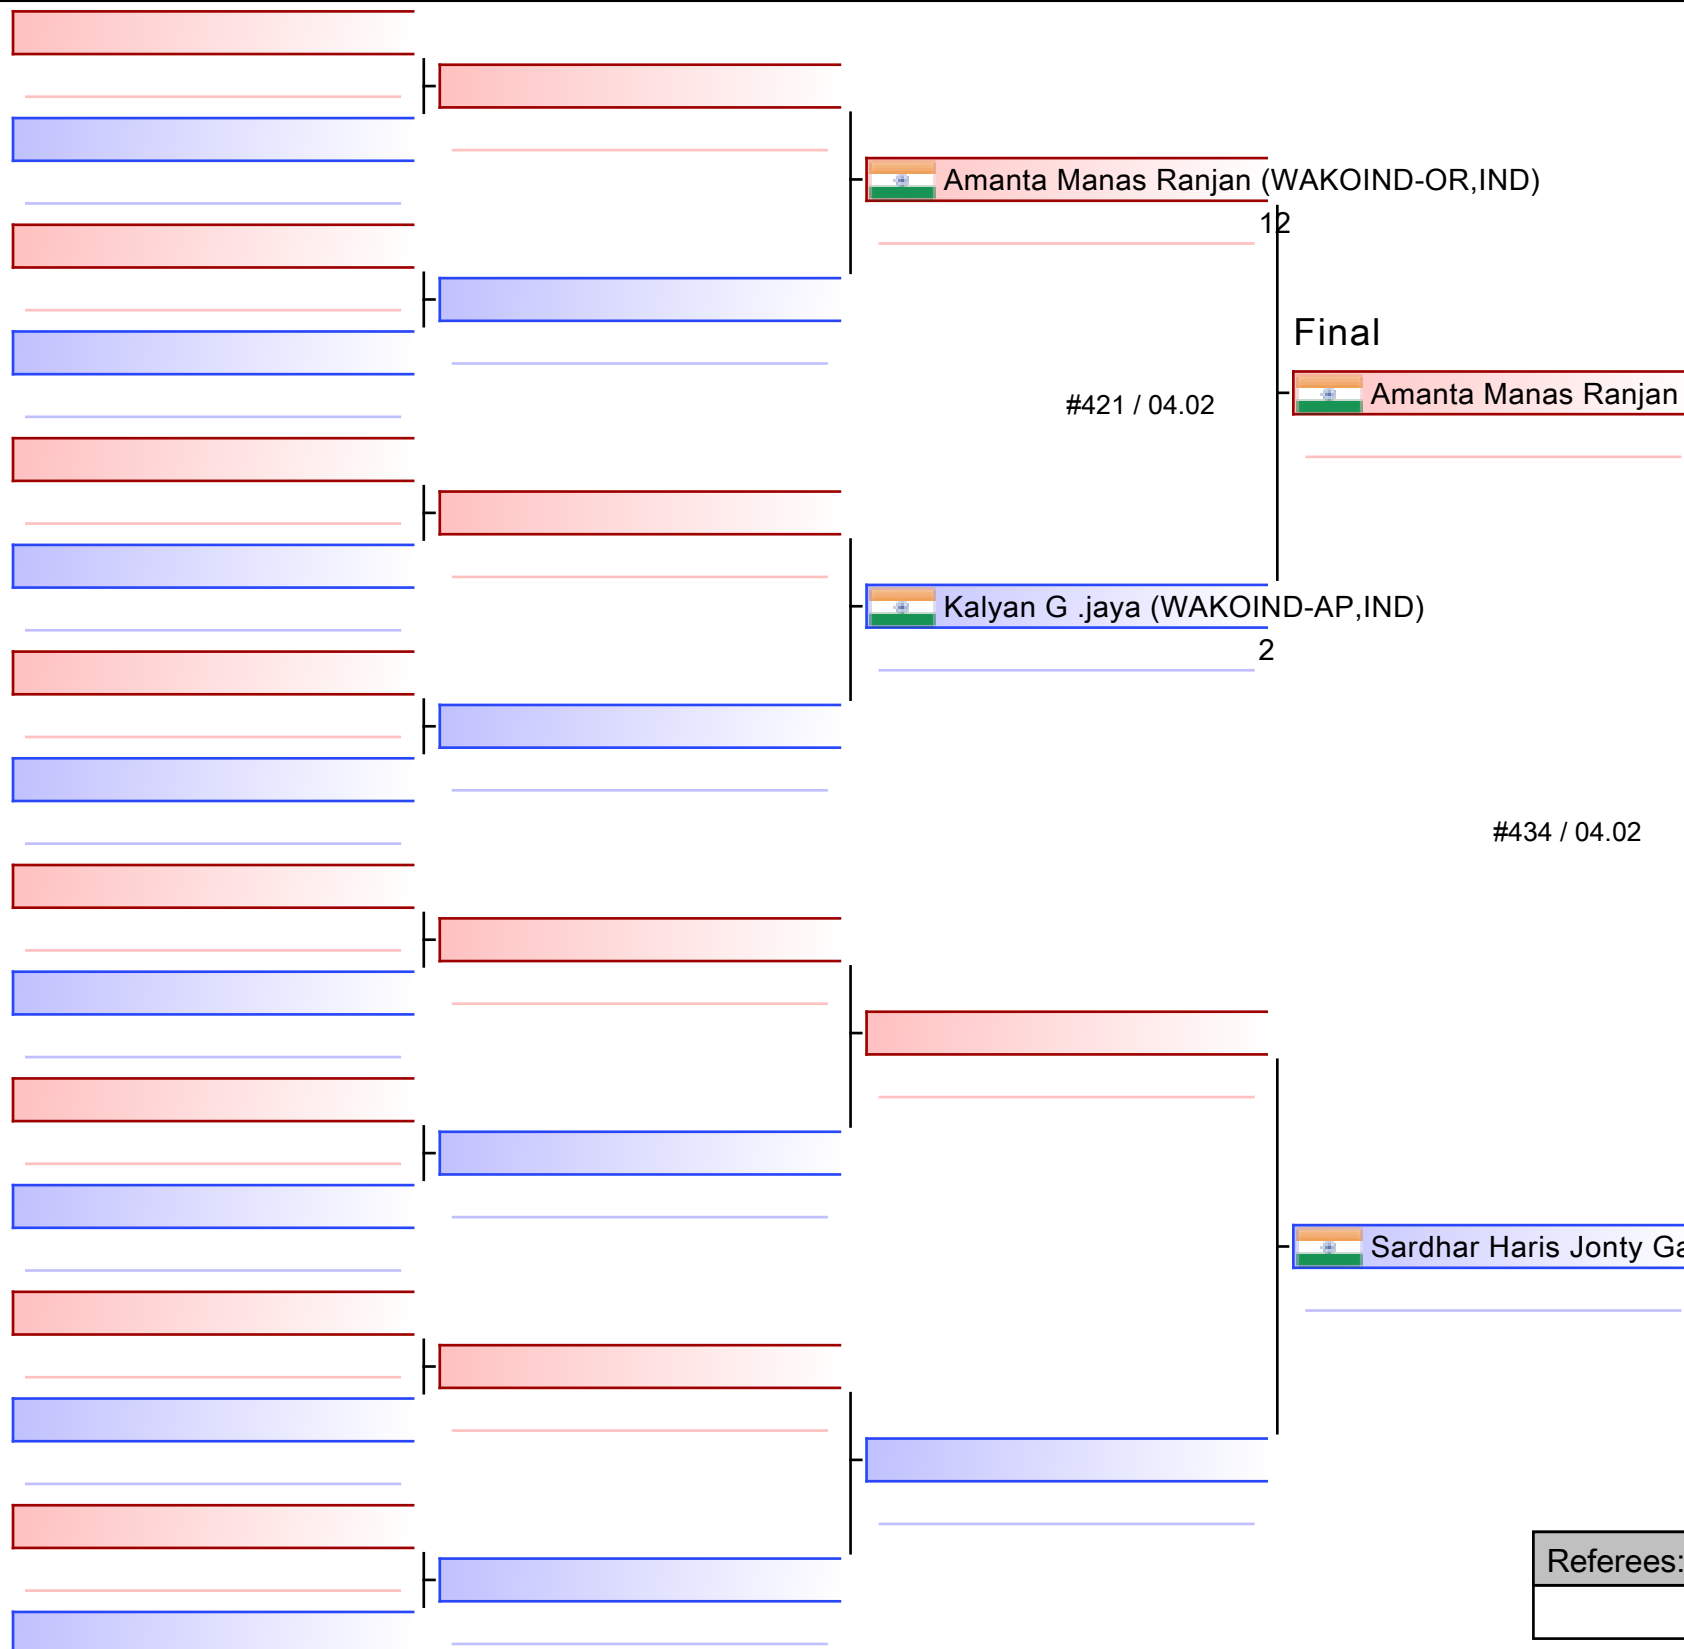 Amanta Manas Ranjan (WAKOIND-OR,IND)
12
Final
Amanta Manas Ranjan
#421 / 04.02
Kalyan G .jaya (WAKOIND-AP,IND)
2
#434 / 04.02
Sardhar Haris Jonty Ga
Referees: